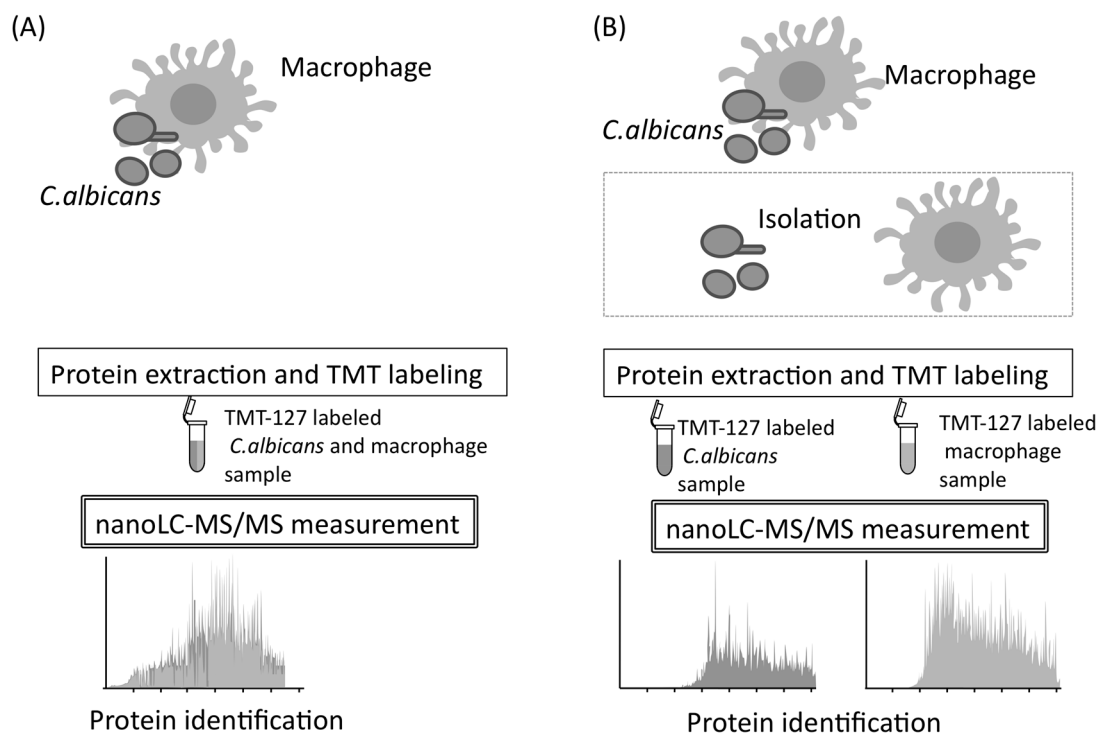 (A)
Macrophage
C.albicans
Protein extraction and TMT labeling
TMT-127 labeled
C.albicans and macrophage
sample
nanoLC-MS/MS measurement
Protein identification
(B)
Macrophage
C.albicans
Isolation
Protein extraction and TMT labeling
TMT-127 labeled
C.albicans
sample
TMT-127 labeled
macrophage
sample
nanoLC-MS/MS measurement
Protein identification